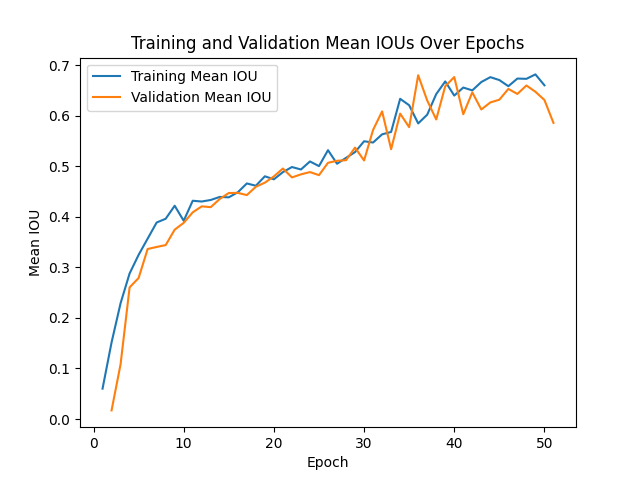 Training and Validation Mean IOUs Over Epochs
Training Mean IOU
Validation Mean IOU
Mean IOU
0.7
0.6
0.5
0.4
0.3
0.2
0.1
0.0
0 10 20 30 40 50
Epoch